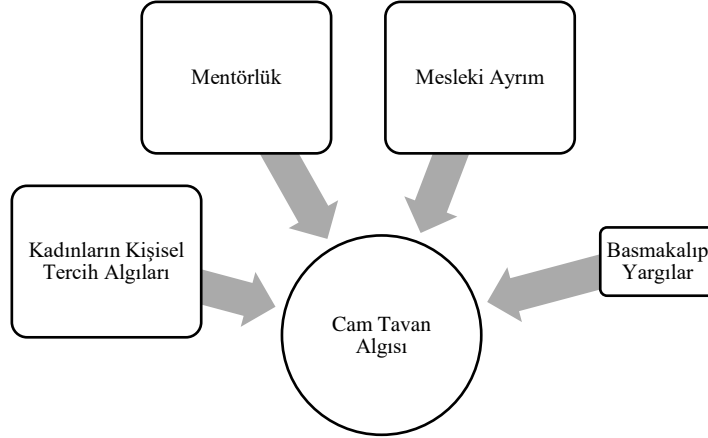 Mentörlük
Mesleki Ayrım
Kadınların Kişisel
Tercih Algıları
Basmakalıp
Yargılar
Cam Tavan
Algısı